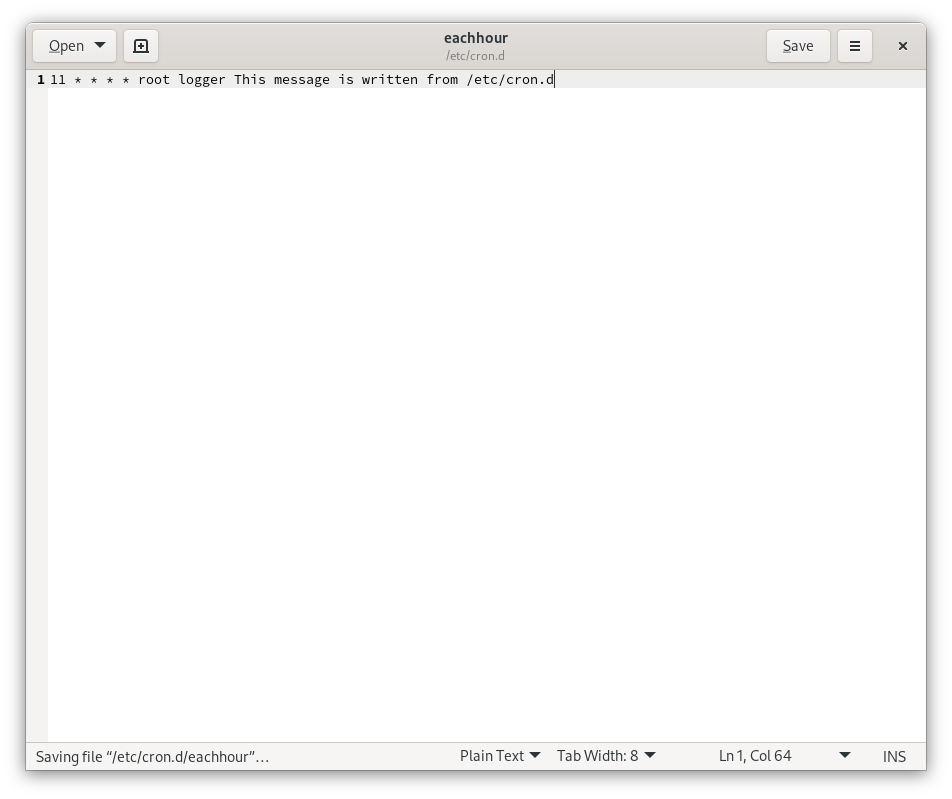 Open
eachhour
/etc/cron.d
Save
1 11 * * * * root logger This message is written from /etc/cron.d
Saving file “/etc/cron.d/eachhour”…
Plain Text
Tab Width: 8
Ln 1, Col 64
INS